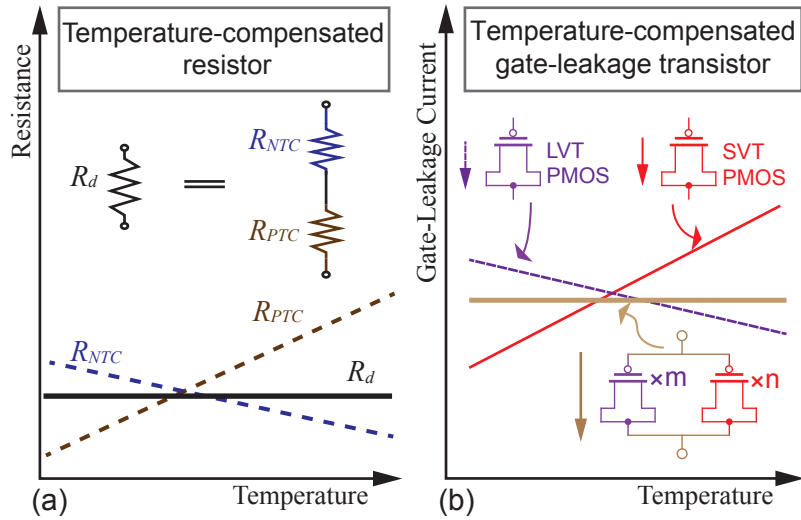 Temperature-compensated
resistor
Resistance
R_d
R_NTC
R_PTC
R_PTC
R_NTC
R_d
(a)
Temperature
Temperature-compensated
gate-leakage transistor
Gate-Leakage Current
LVT
PMOS
SVT
PMOS
×m
×n
(b)
Temperature